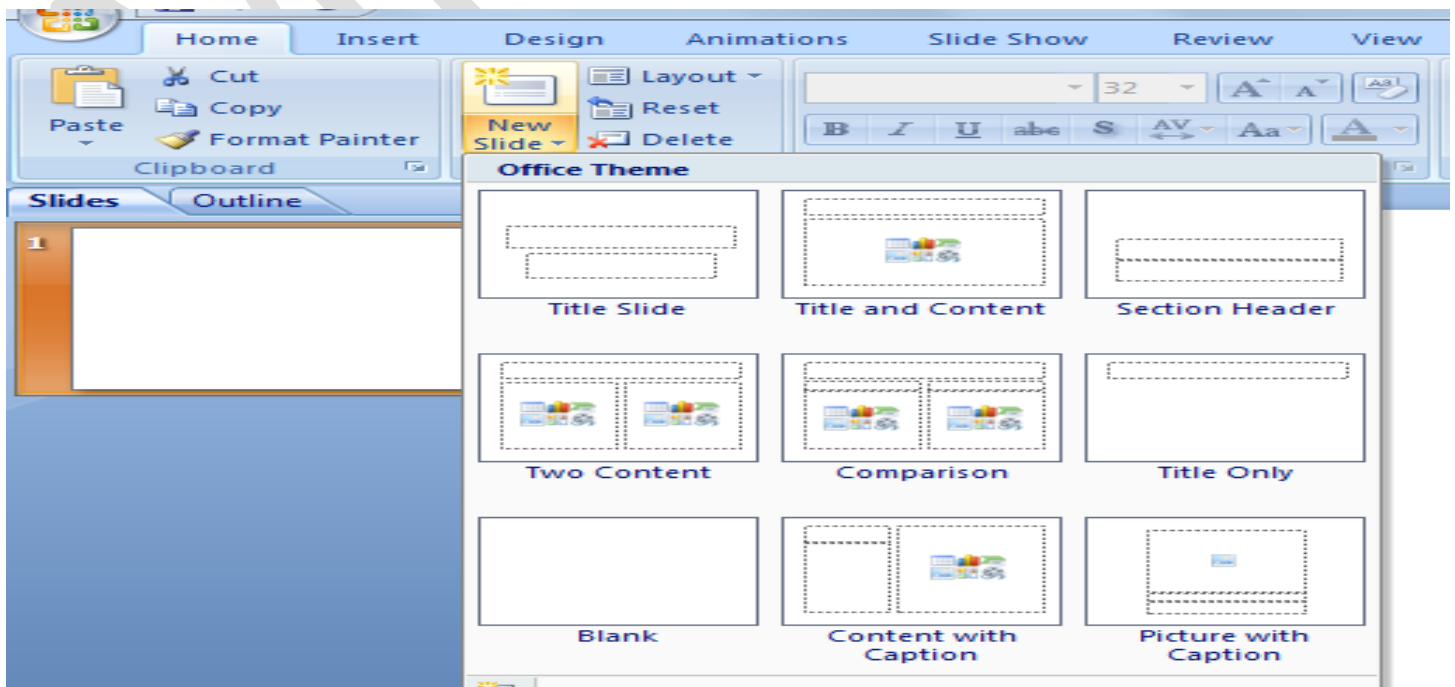 Home Insert Design Animations Slide Show Review View
Cut
Copy
Paste
Format Painter
Clipboard
New
Slide
Layout
Reset
Delete
32 A A
B I U abc S AV Aa A
Slides Outline
1
Office Theme
Title Slide Title and Content Section Header
Two Content Comparison Title Only
Blank Content with Caption Picture with Caption